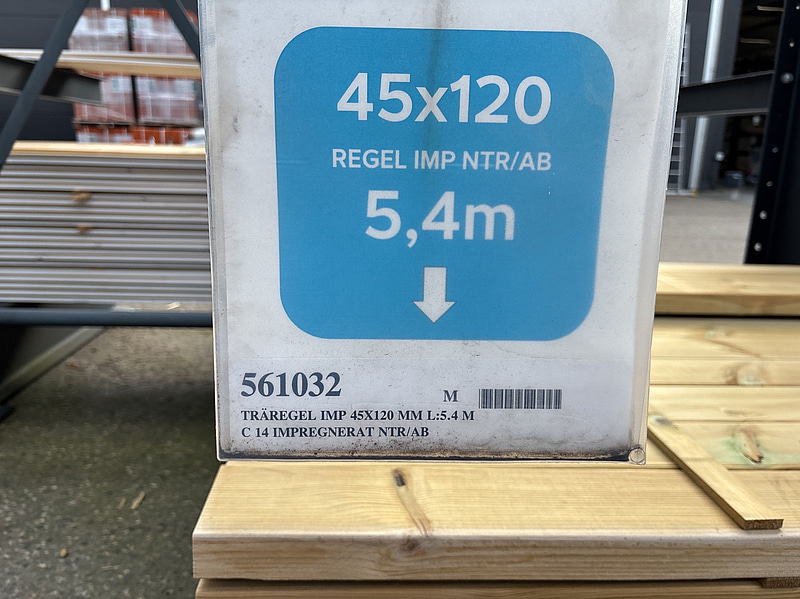 45x120
REGEL IMP NTR/AB
5,4m
561032 M
TRÄREGEL IMP 45X120 MM L:5.4 M
C 14 IMPREGNERAT NTR/AB